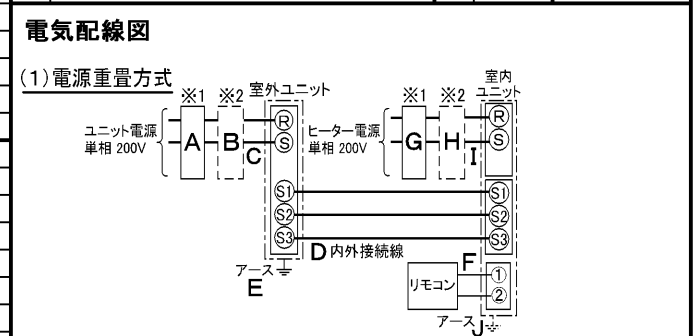 電気配線図
(1)電源重畳方式
※1 ※2 室外ユニット
ユニット電源
単相 200V
A B C
R
S
ヒーター電源
単相 200V
※1 ※2
室内
ユニット
G H I
R
S
S1
S2
S3
S1
S2
S3
D 内外接続線
アース
E
リモコン
F
1
2
アース J